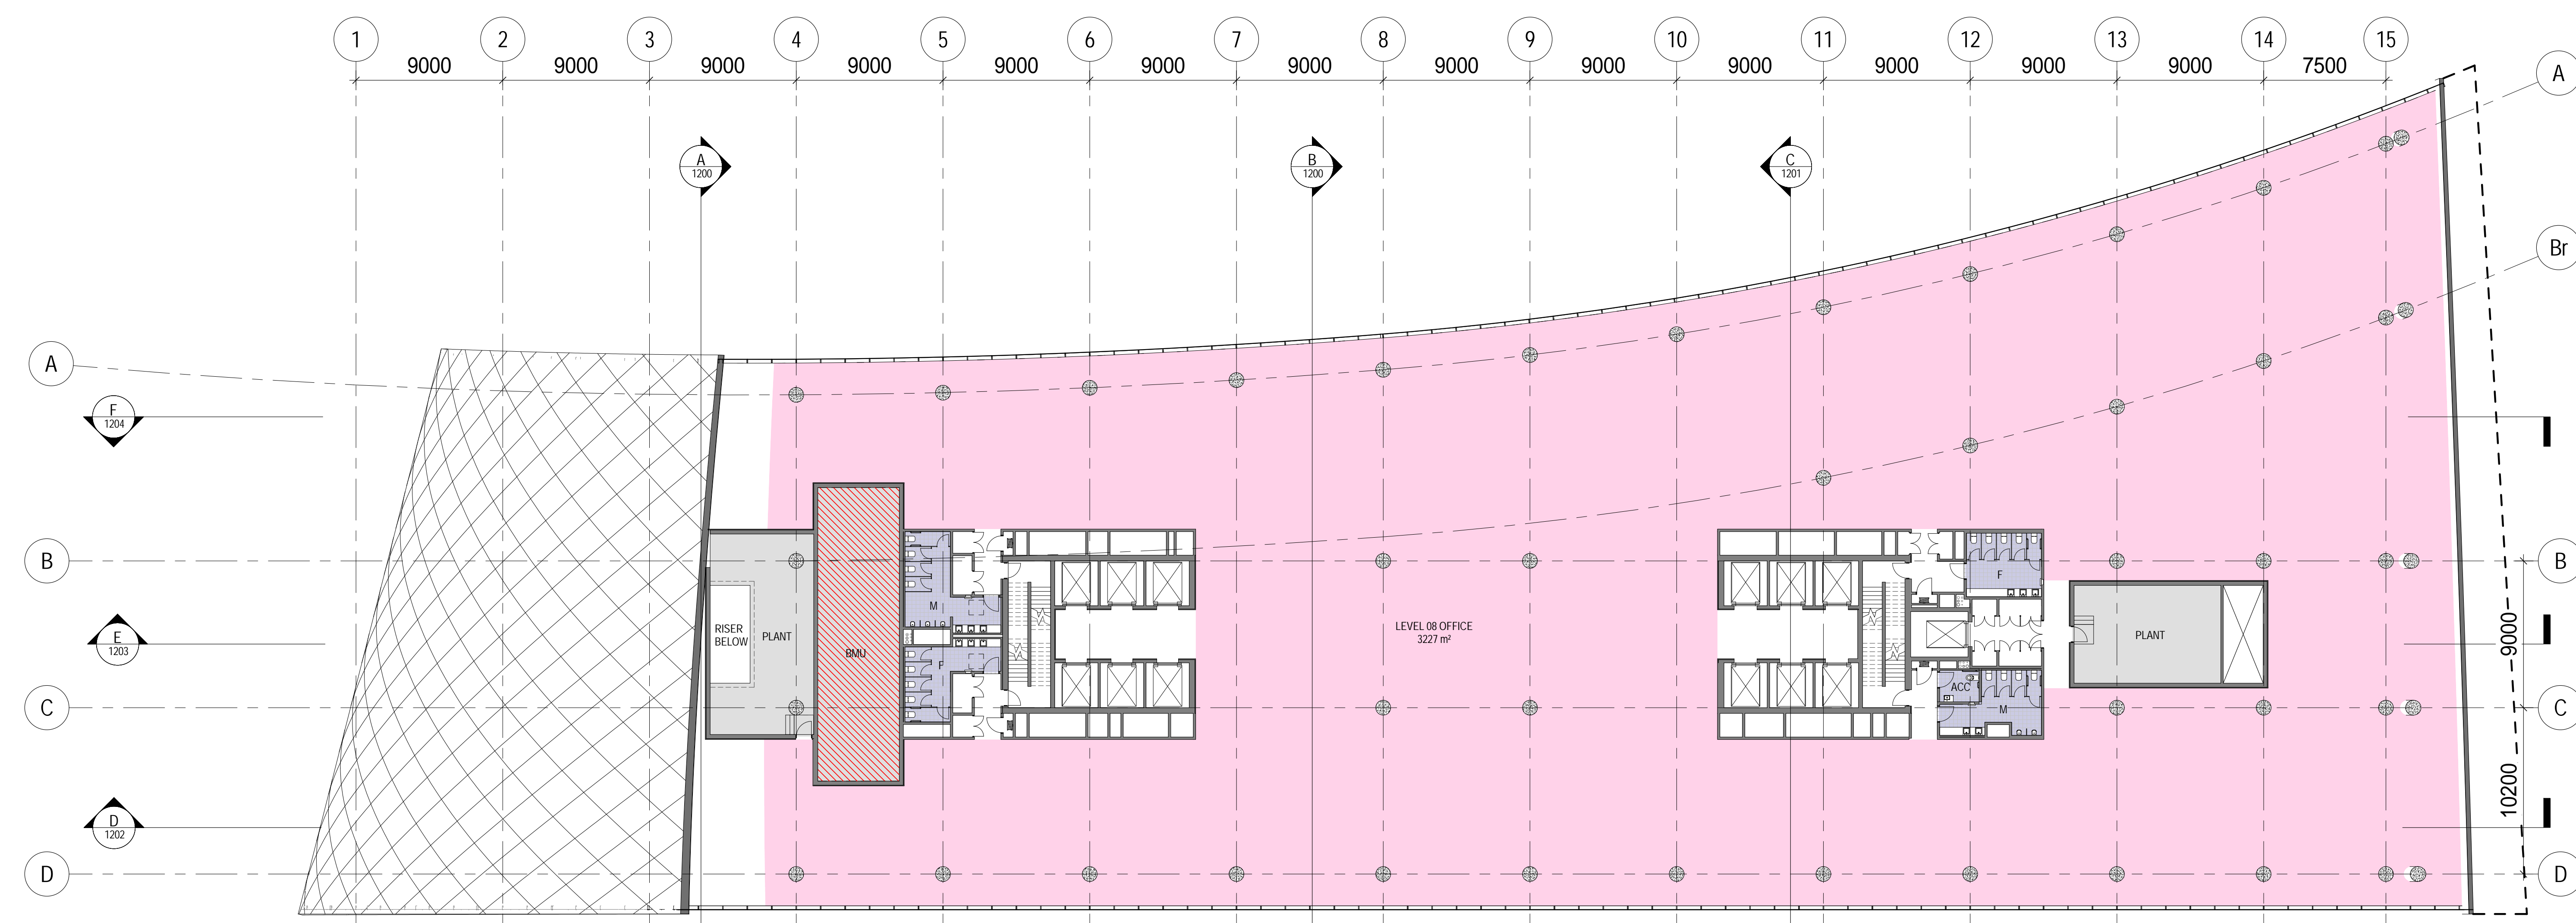 1 2 3 4 5 6 7 8 9 10 11 12 13 14 15
9000 9000 9000 9000 9000 9000 9000 9000 9000 9000 9000 9000 9000 7500
A
A
1200
B
1200
C
1201
Br
A
F
1204
B
B
F
M
RISER
BELOW
PLANT
BMU
LEVEL 08 OFFICE
3227 m²
PLANT
9000
E
1203
F
ACC
M
C
C
10200
D
1202
D
D